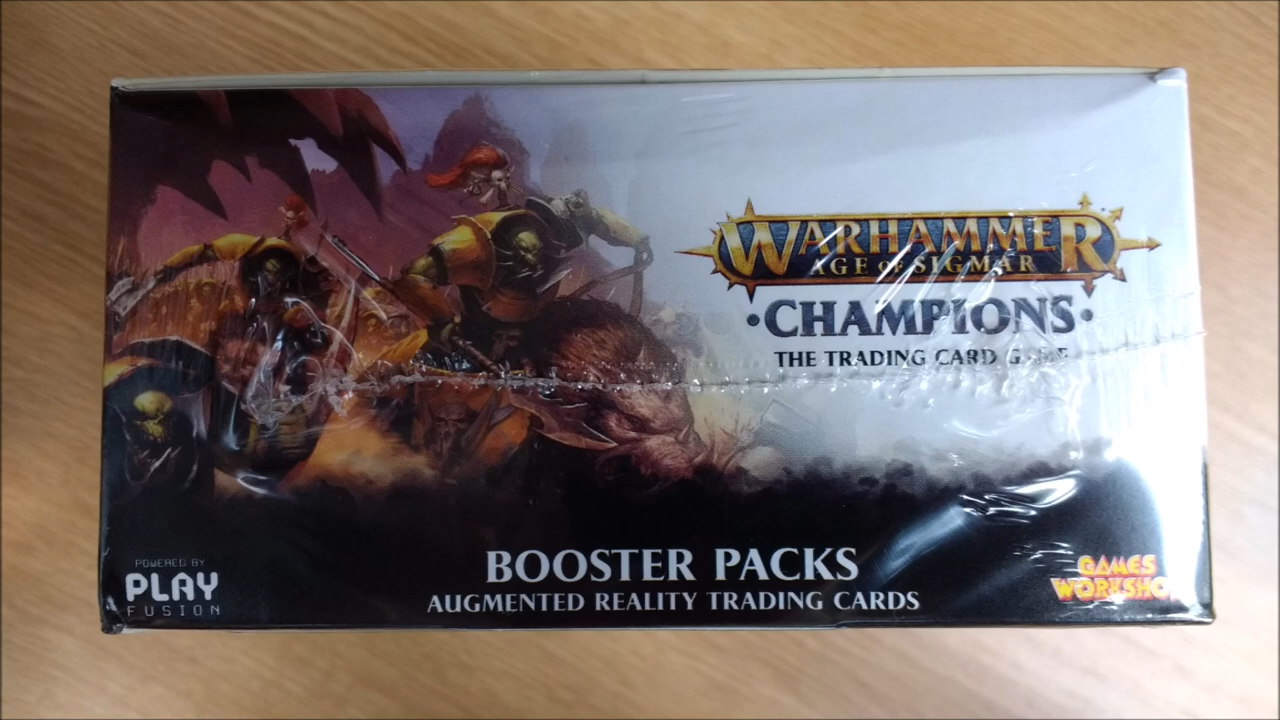 WARHAMMER
AGE OF SIGMAR
•CHAMPIONS•
THE TRADING CARD GAME
BOOSTER PACKS
AUGMENTED REALITY TRADING CARDS
POWERED BY
PLAY
FUSION
GAMES
WORKSHOP